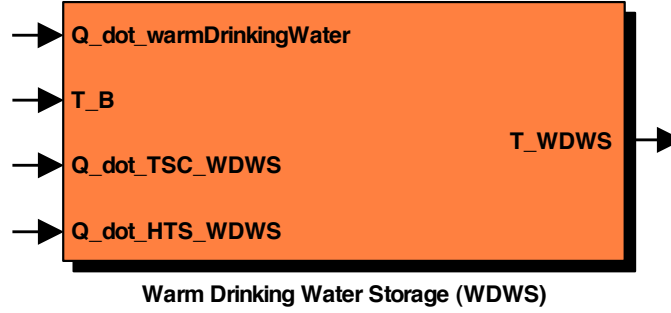 Q_dot_warmDrinkingWater
T_B
T_WDWS
Q_dot_TSC_WDWS
Q_dot_HTS_WDWS
Warm Drinking Water Storage (WDWS)